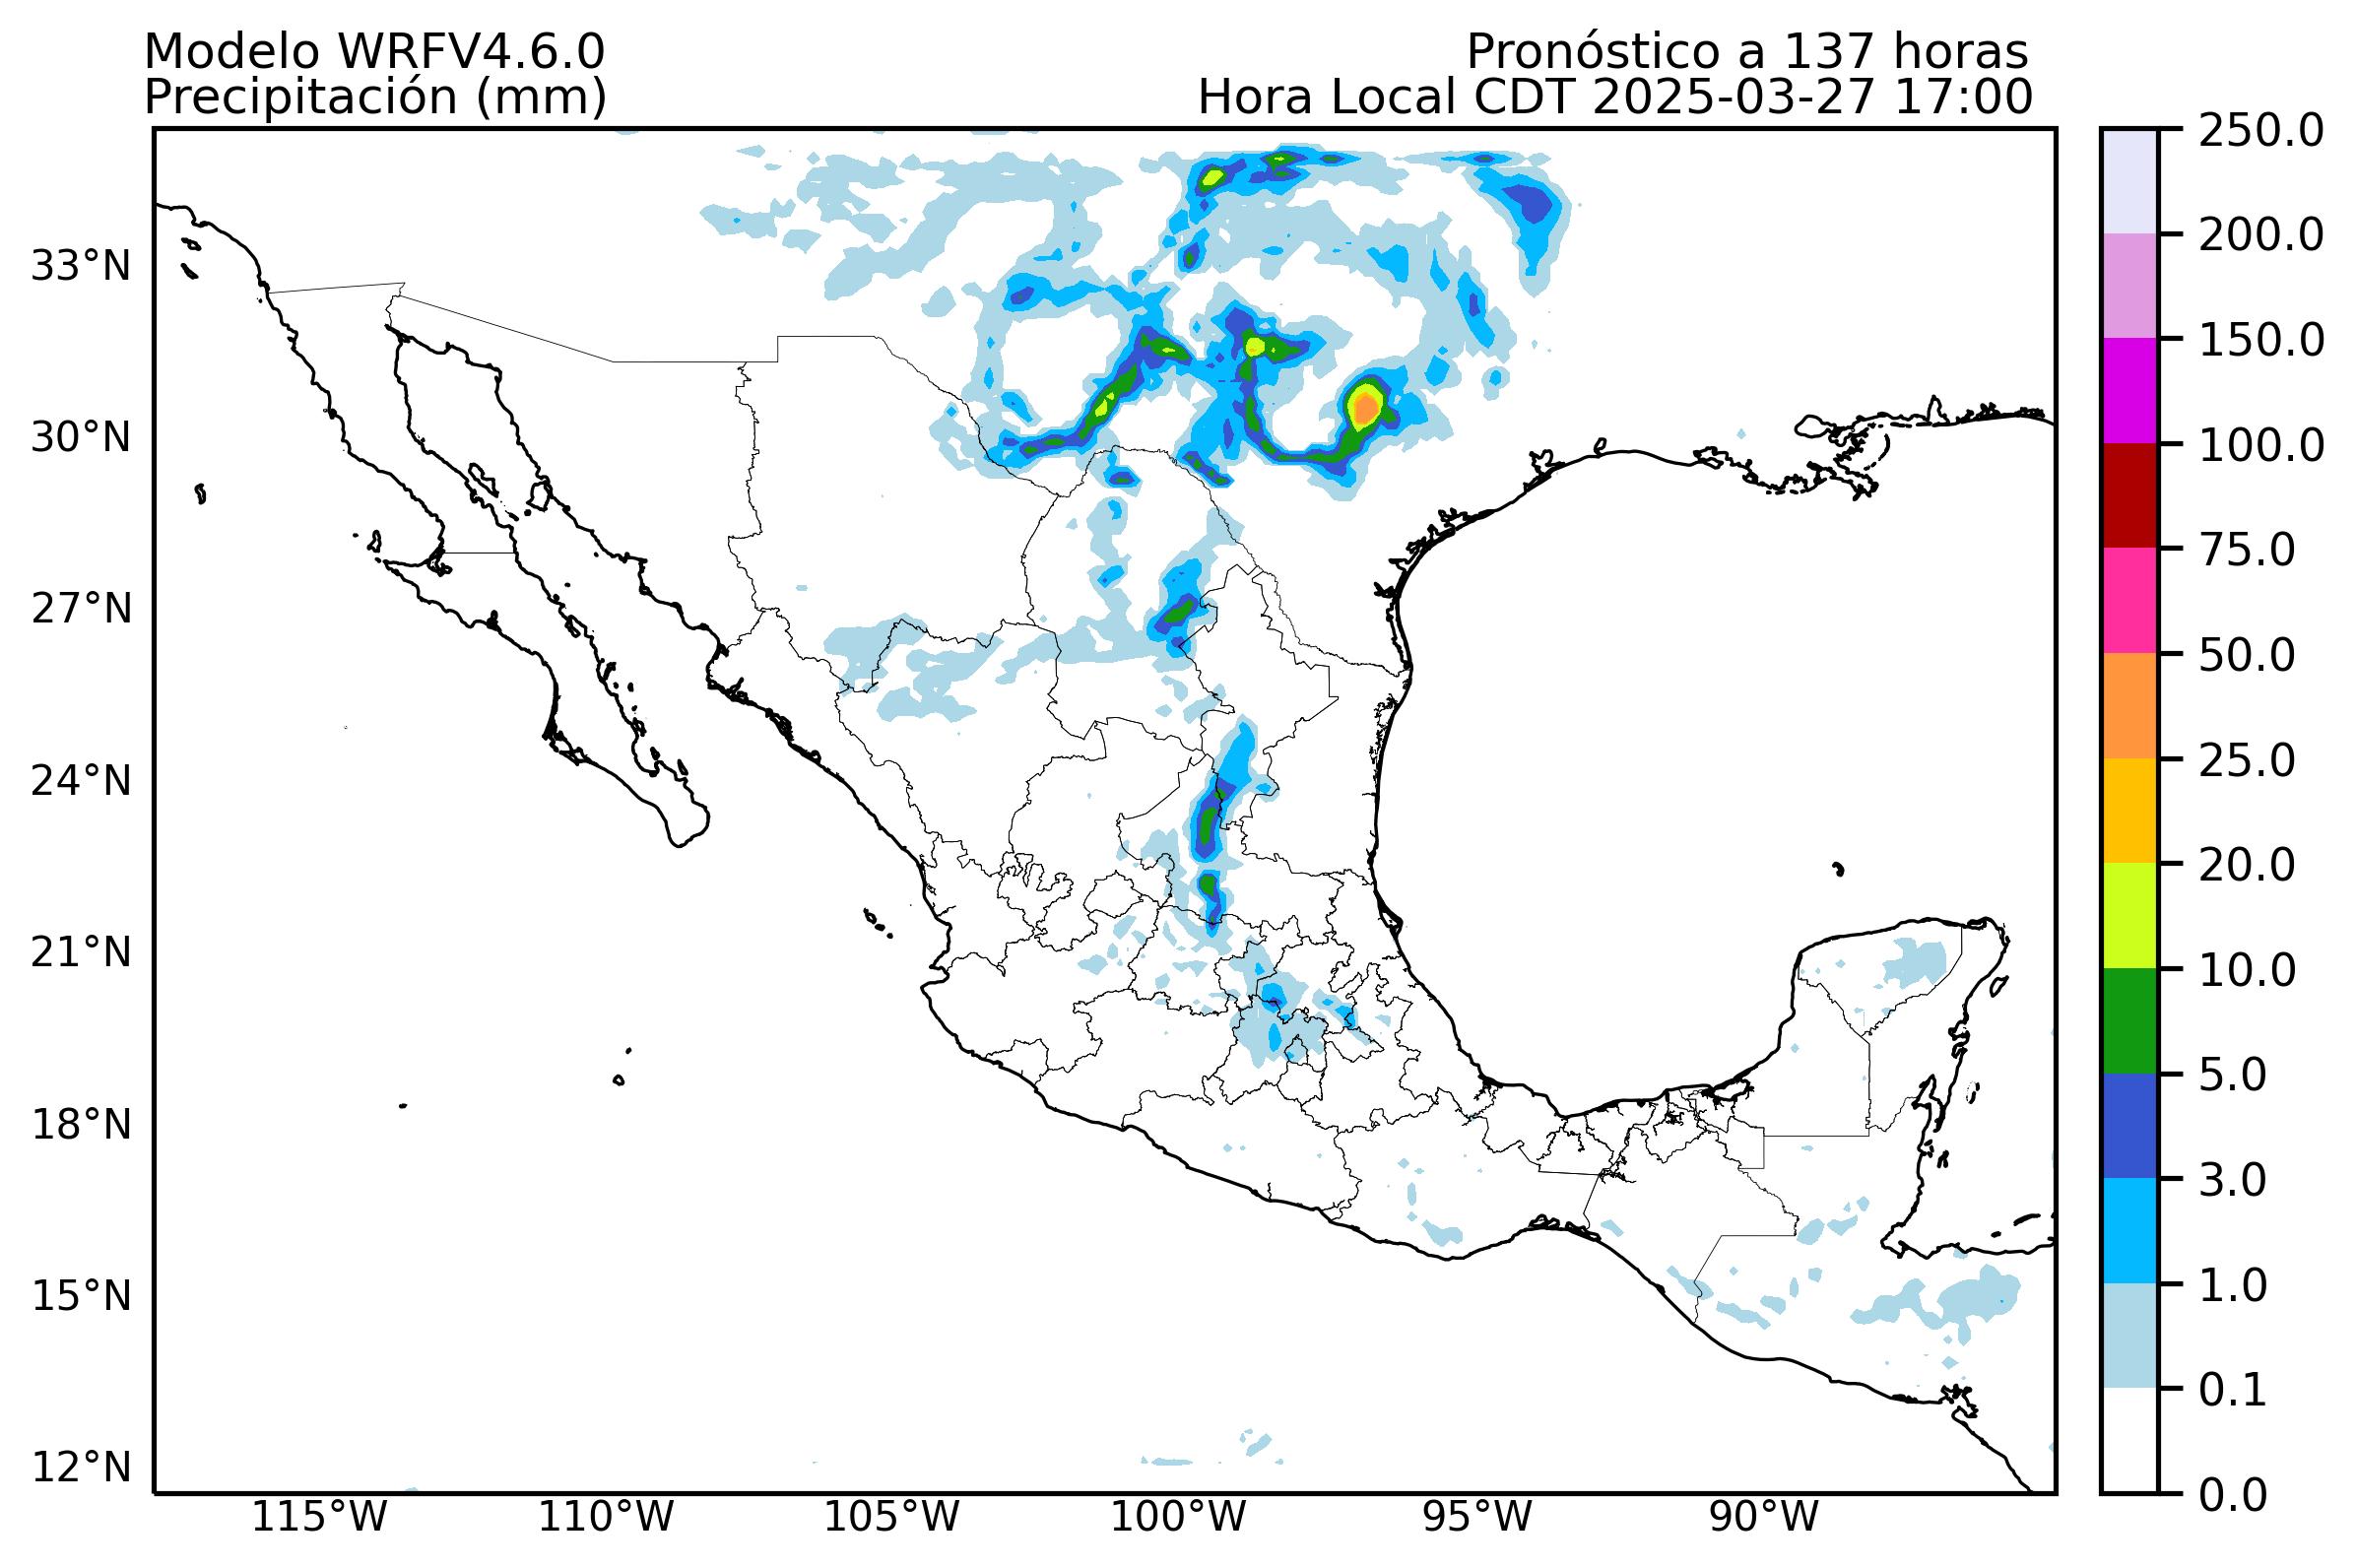 Modelo WRFV4.6.0
Pronóstico a 137 horas
Precipitación (mm)
Hora Local CDT 2025-03-27 17:00
33°N
30°N
27°N
24°N
21°N
18°N
15°N
12°N
115°W
110°W
105°W
100°W
95°W
90°W
250.0
200.0
150.0
100.0
75.0
50.0
25.0
20.0
10.0
5.0
3.0
1.0
0.1
0.0